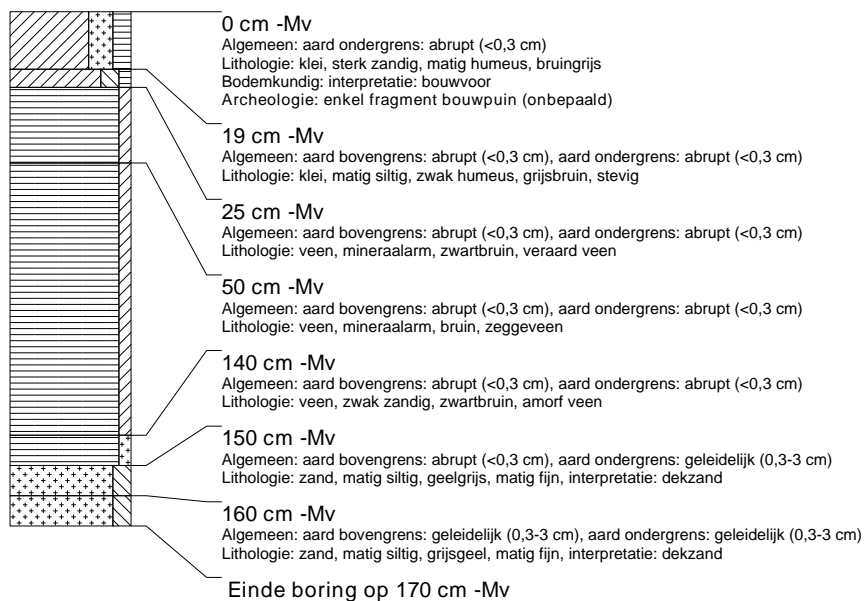 0 cm -Mv
Algemeen: aard ondergrens: abrupt (<0,3 cm)
Lithologie: klei, sterk zandig, matig humeus, bruingrijs
Bodemkundig: interpretatie: bouwvoor
Archeologie: enkel fragment bouwpuin (onbepaald)
19 cm -Mv
Algemeen: aard bovengrens: abrupt (<0,3 cm), aard ondergrens: abrupt (<0,3 cm)
Lithologie: klei, matig siltig, zwak humeus, grijsbruin, stevig
25 cm -Mv
Algemeen: aard bovengrens: abrupt (<0,3 cm), aard ondergrens: abrupt (<0,3 cm)
Lithologie: veen, mineraalarm, zwartbruin, veraard veen
50 cm -Mv
Algemeen: aard bovengrens: abrupt (<0,3 cm), aard ondergrens: abrupt (<0,3 cm)
Lithologie: veen, mineraalarm, bruin, zeggeveen
140 cm -Mv
Algemeen: aard bovengrens: abrupt (<0,3 cm), aard ondergrens: abrupt (<0,3 cm)
Lithologie: veen, zwak zandig, zwartbruin, amorf veen
150 cm -Mv
Algemeen: aard bovengrens: abrupt (<0,3 cm), aard ondergrens: geleidelijk (0,3-3 cm)
Lithologie: zand, matig siltig, geelgrijs, matig fijn, interpretatie: dekzand
160 cm -Mv
Algemeen: aard bovengrens: geleidelijk (0,3-3 cm), aard ondergrens: geleidelijk (0,3-3 cm)
Lithologie: zand, matig siltig, grijsgeel, matig fijn, interpretatie: dekzand
Einde boring op 170 cm -Mv